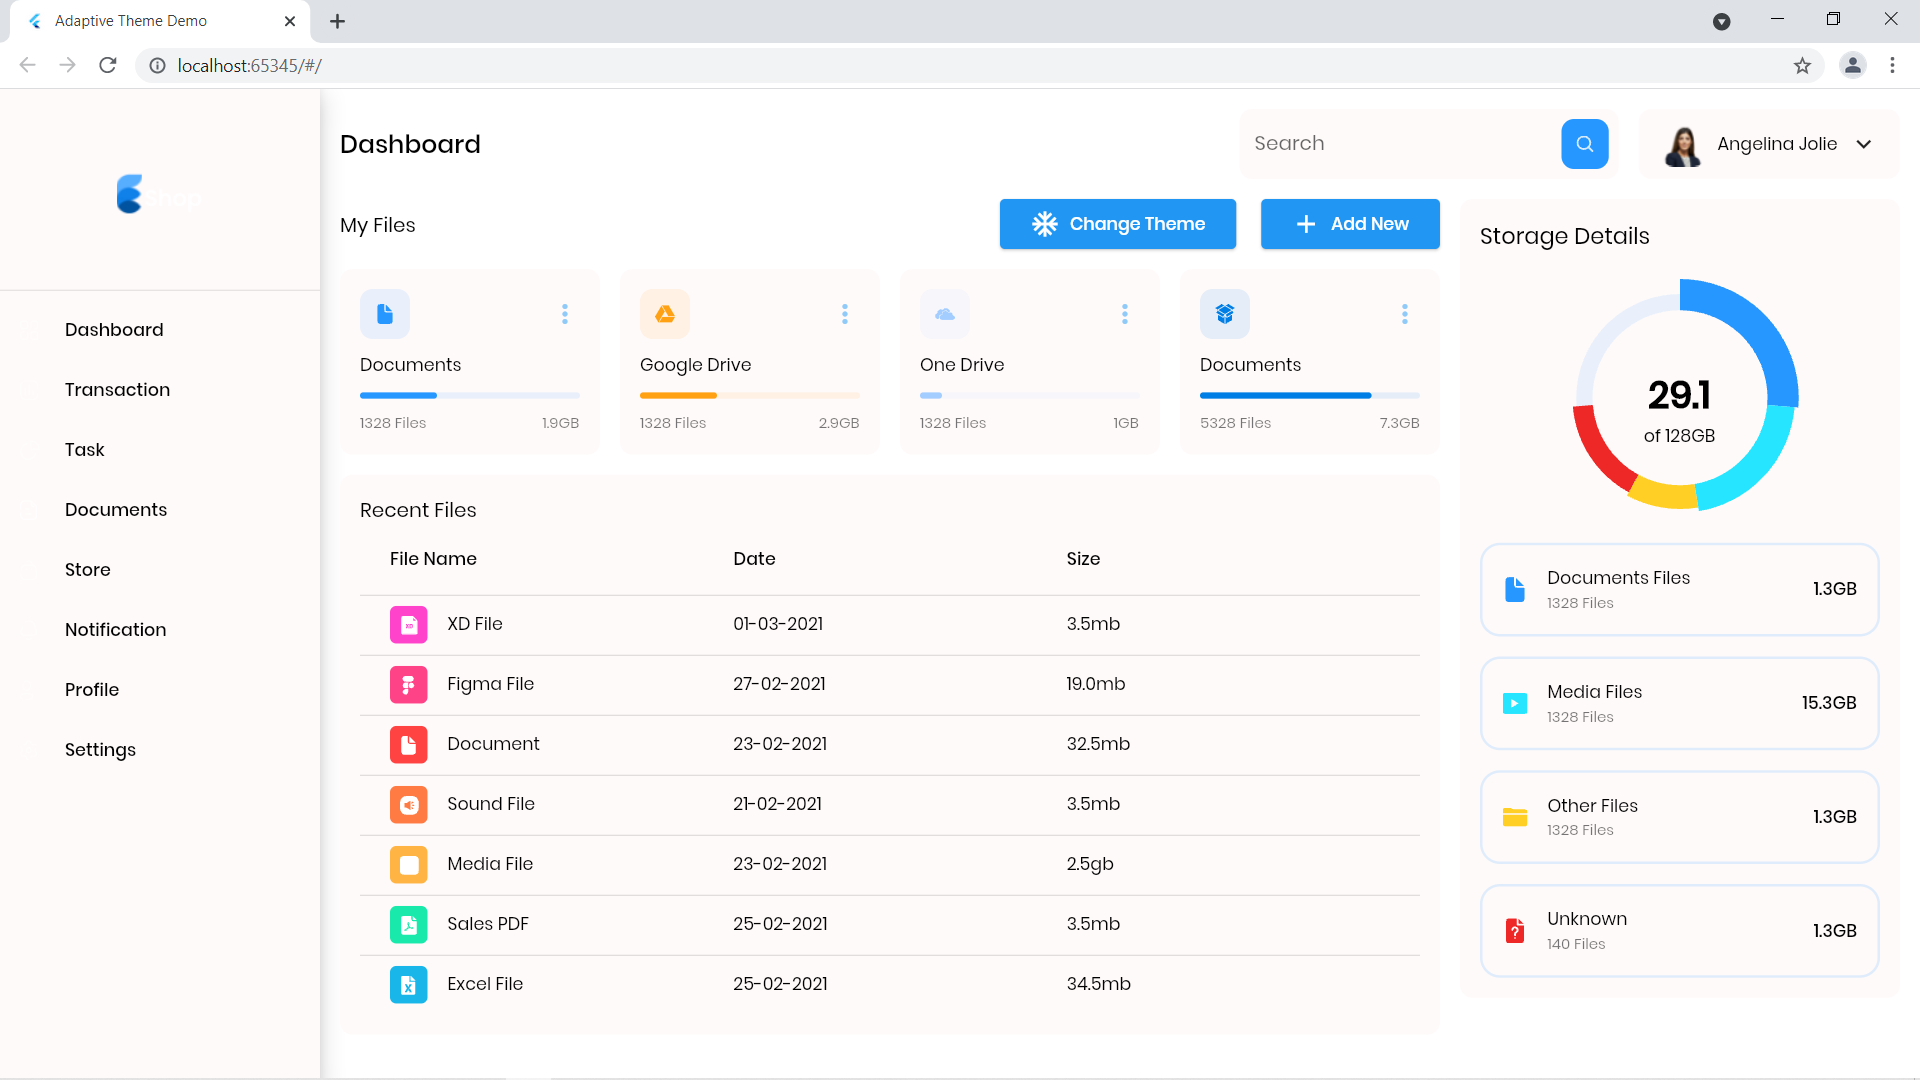 Adaptive Theme Demo
localhost:65345/#/
Shop
Dashboard
Transaction
Task
Documents
Store
Notification
Profile
Settings
Dashboard
Search
Angelina Jolie
My Files
Change Theme
Add New
Documents
1328 Files 1.9GB
Google Drive
1328 Files 2.9GB
One Drive
1328 Files 1GB
Documents
5328 Files 7.3GB
Recent Files
File Name Date Size
XD File 01-03-2021 3.5mb
Figma File 27-02-2021 19.0mb
Document 23-02-2021 32.5mb
Sound File 21-02-2021 3.5mb
Media File 23-02-2021 2.5gb
Sales PDF 25-02-2021 3.5mb
Excel File 25-02-2021 34.5mb
Storage Details
29.1
of 128GB
Documents Files
1328 Files
1.3GB
Media Files
1328 Files
15.3GB
Other Files
1328 Files
1.3GB
Unknown
140 Files
1.3GB